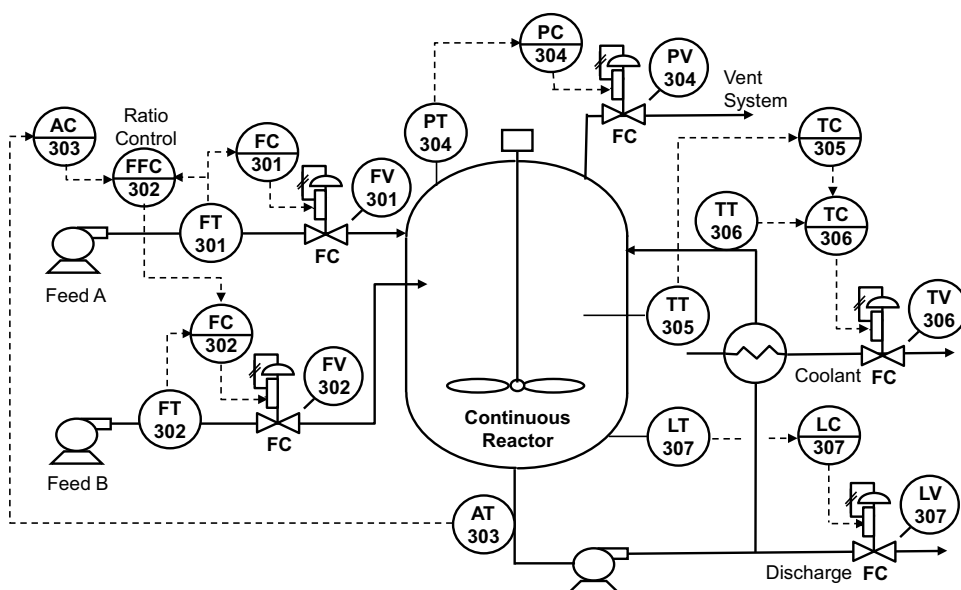 PC
304
PV
304
Vent
System
FC
AC
303
Ratio
Control
FFC
302
FC
301
FV
301
FT
301
FC
Feed A
PT
304
TC
305
TT
306
TC
306
TT
305
TV
306
Coolant
FC
FC
302
FV
302
FT
302
FC
Feed B
Continuous
Reactor
LT
307
LC
307
LV
307
AT
303
Discharge
FC